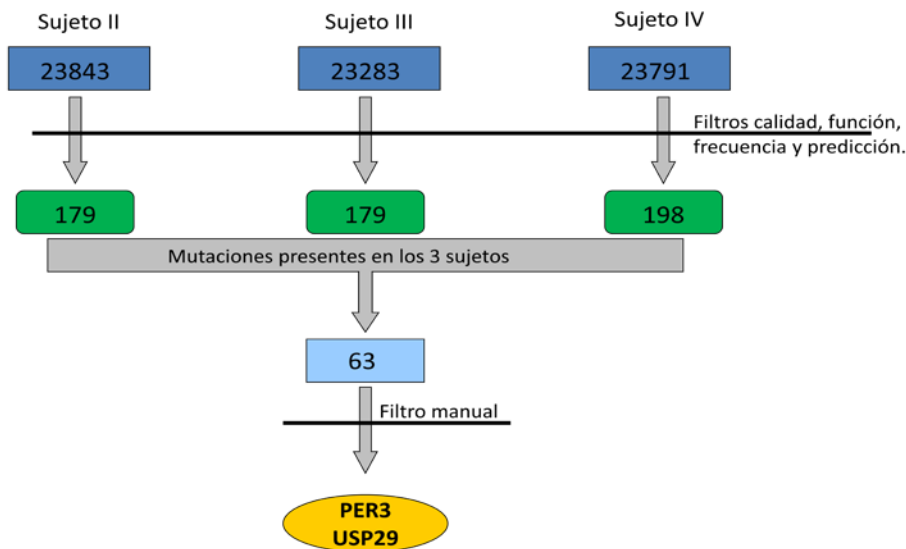 Sujeto II
Sujeto III
Sujeto IV
23843
23283
23791
Filtros calidad, función,
frecuencia y predicción.
179
179
198
Mutaciones presentes en los 3 sujetos
63
Filtro manual
PER3
USP29